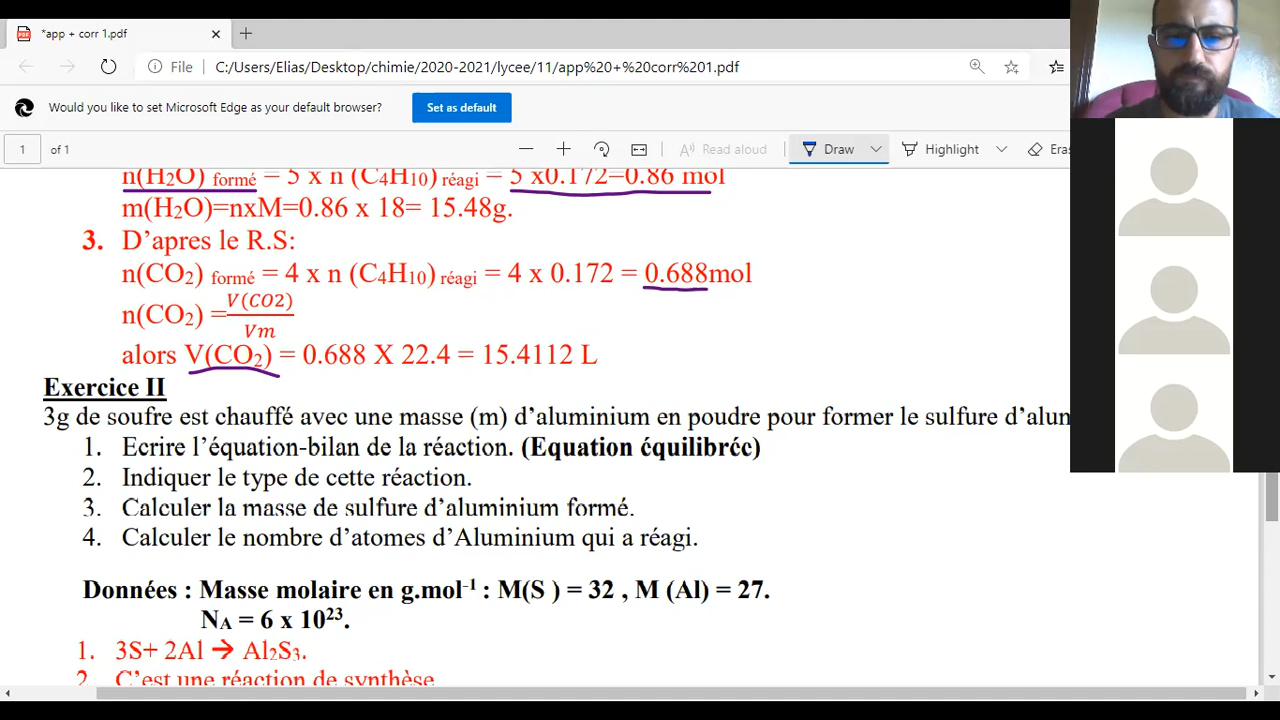 *app + corr 1.pdf
File C:/Users/Elias/Desktop/chimie/2020-2021/lycee/11/app%20+%20corr%201.pdf
Would you like to set Microsoft Edge as your default browser? Set as default
1 of 1 Read aloud Draw Highlight Eras
n(H₂O) formé = 5 x n (C₄H₁₀) réagi = 5 x0.172=0.86 mol
m(H₂O)=nxM=0.86 x 18= 15.48g.
3. D’apres le R.S:
n(CO₂) formé = 4 x n (C₄H₁₀) réagi = 4 x 0.172 = 0.688mol
n(CO₂) =V(CO2)/Vm
alors V(CO₂) = 0.688 X 22.4 = 15.4112 L
Exercice II
3g de soufre est chauffé avec une masse (m) d’aluminium en poudre pour former le sulfure d’alum
1. Ecrire l’équation-bilan de la réaction. (Equation équilibrée)
2. Indiquer le type de cette réaction.
3. Calculer la masse de sulfure d’aluminium formé.
4. Calculer le nombre d’atomes d’Aluminium qui a réagi.
Données : Masse molaire en g.mol⁻¹ : M(S ) = 32 , M (Al) = 27.
NA = 6 x 10²³.
1. 3S+ 2Al → Al₂S₃.
2. C’est une réaction de synthèse